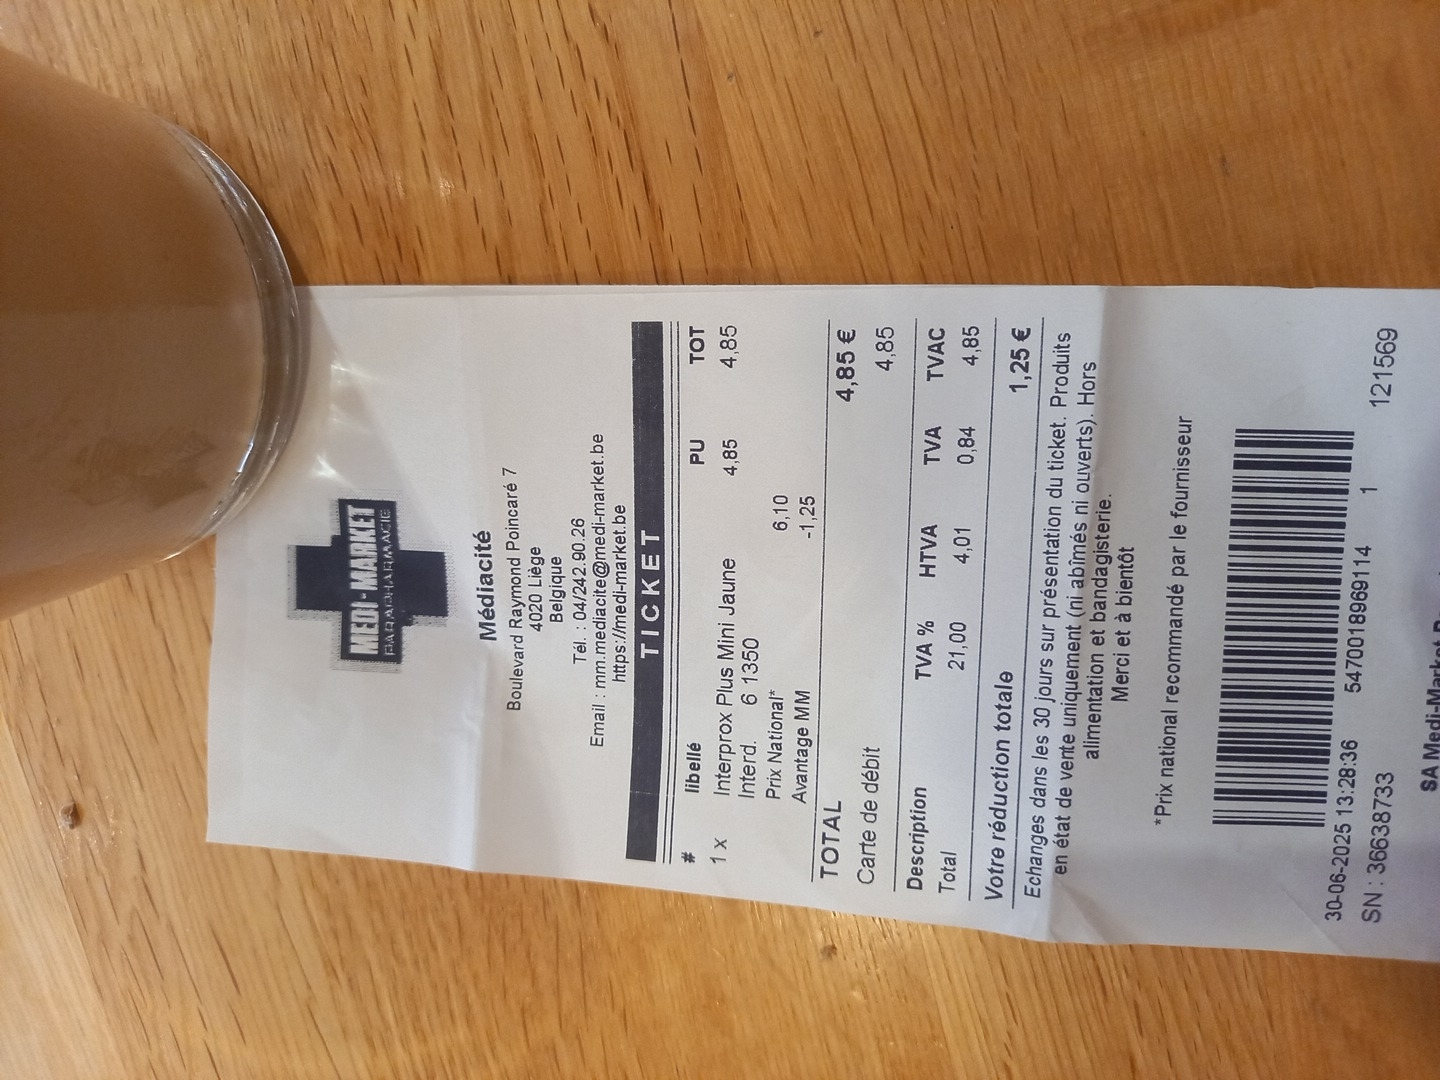 MEDI-MARKET
PARAPHARMACIE
Médiacité
Boulevard Raymond Poincaré 7
4020 Liège
Belgique
Tél. : 04/242.90.26
Email : mm.mediacite@medi-market.be
https://medi-market.be
TICKET
# libellé PU TOT
1 x Interprox Plus Mini Jaune 4,85 4,85
Interd. 6 1350
Prix National* 6,10
Avantage MM -1,25
TOTAL 4,85 €
Carte de débit 4,85
Description TVA % HTVA TVA TVAC
Total 21,00 4,01 0,84 4,85
Votre réduction totale 1,25 €
Echanges dans les 30 jours sur présentation du ticket. Produits
en état de vente uniquement (ni abîmés ni ouverts). Hors
alimentation et bandagisterie.
Merci et à bientôt
*Prix national recommandé par le fournisseur
30-06-2025 13:28:36 5470018969114 1 121569
SN : 36638733
SA Medi-Market